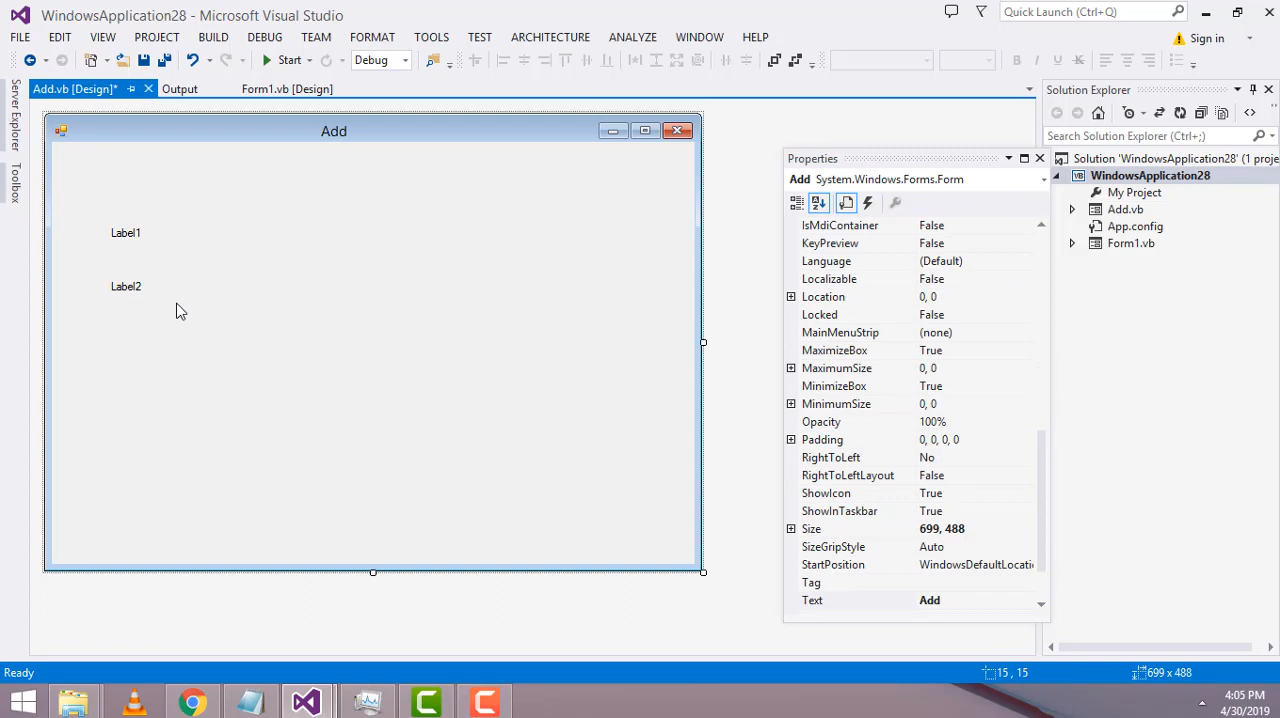 WindowsApplication28 - Microsoft Visual Studio
Quick Launch (Ctrl+Q)
FILE EDIT VIEW PROJECT BUILD DEBUG TEAM FORMAT TOOLS TEST ARCHITECTURE ANALYZE WINDOW HELP
Sign in
Start Debug
Server Explorer
Toolbox
Add.vb [Design]* Output Form1.vb [Design]
Add
Label1
Label2
Properties
Add System.Windows.Forms.Form
IsMdiContainer False
KeyPreview False
Language (Default)
Localizable False
Location 0, 0
Locked False
MainMenuStrip (none)
MaximizeBox True
MaximumSize 0, 0
MinimizeBox True
MinimumSize 0, 0
Opacity 100%
Padding 0, 0, 0, 0
RightToLeft No
RightToLeftLayout False
ShowIcon True
ShowInTaskbar True
Size 699, 488
SizeGripStyle Auto
StartPosition WindowsDefaultLocati
Tag
Text Add
Solution Explorer
Search Solution Explorer (Ctrl+;)
Solution 'WindowsApplication28' (1 proje
VB WindowsApplication28
My Project
Add.vb
App.config
Form1.vb
Ready
15 , 15
699 x 488
4:05 PM
4/30/2019